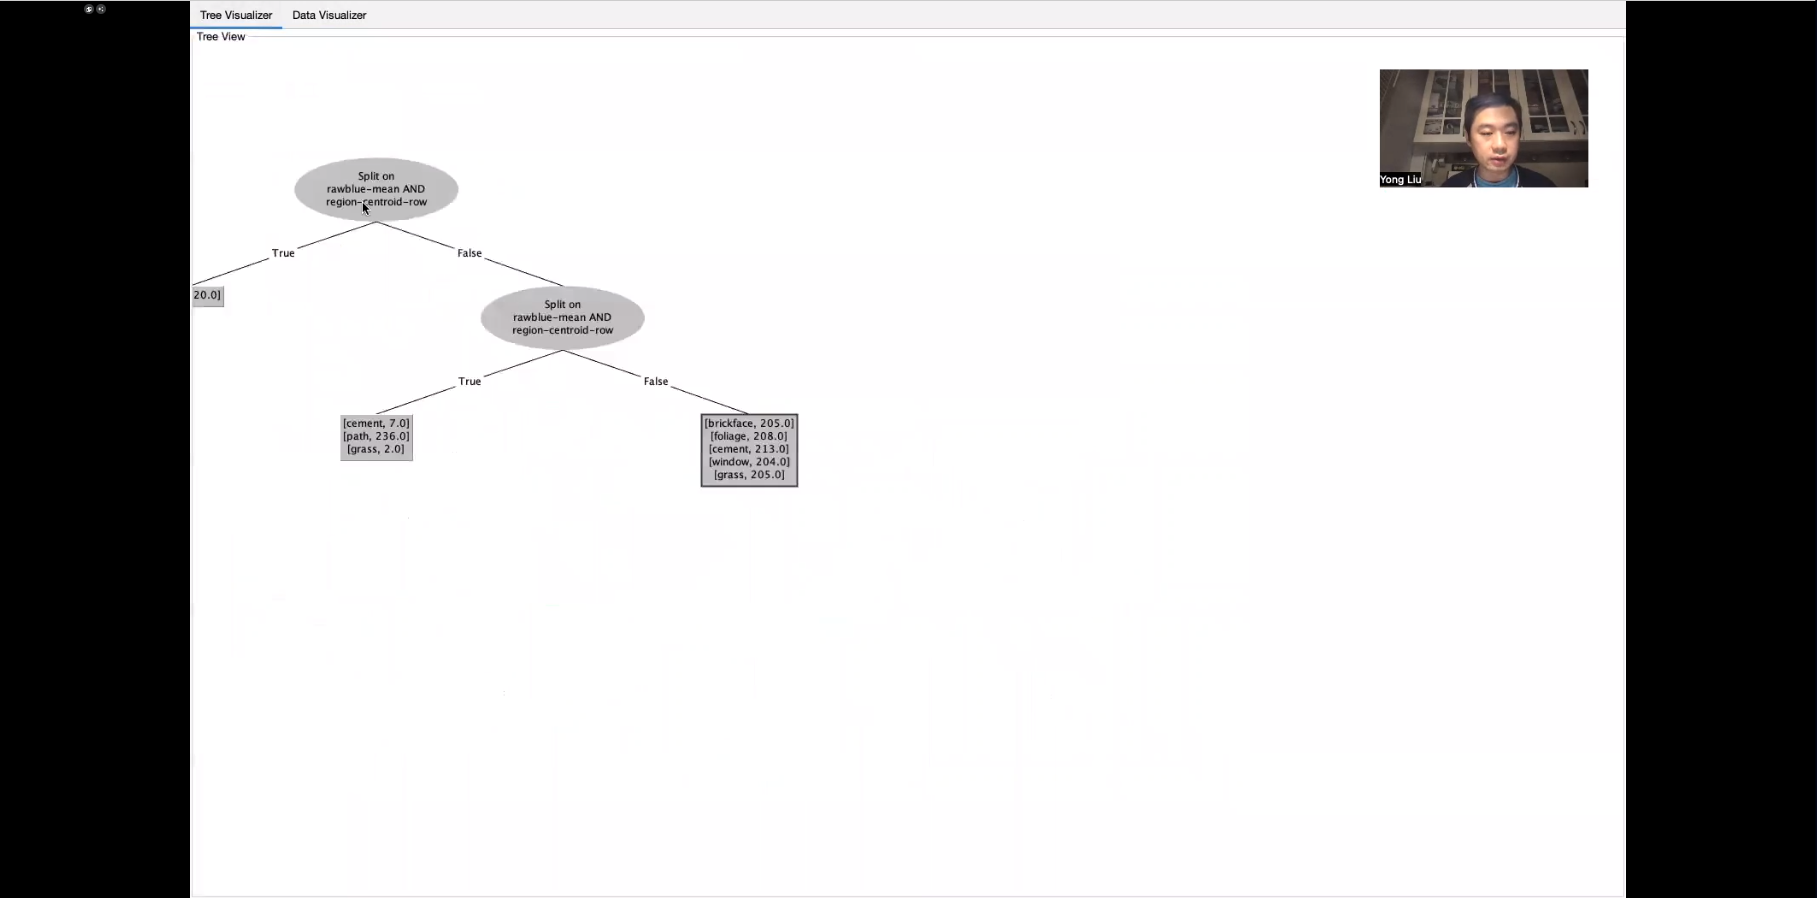 Tree Visualizer
Data Visualizer
Tree View
Yong Liu
Split on
rawblue-mean AND
region-centroid-row
True
False
20.0]
Split on
rawblue-mean AND
region-centroid-row
True
False
[cement, 7.0]
[path, 236.0]
[grass, 2.0]
[brickface, 205.0]
[foliage, 208.0]
[cement, 213.0]
[window, 204.0]
[grass, 205.0]